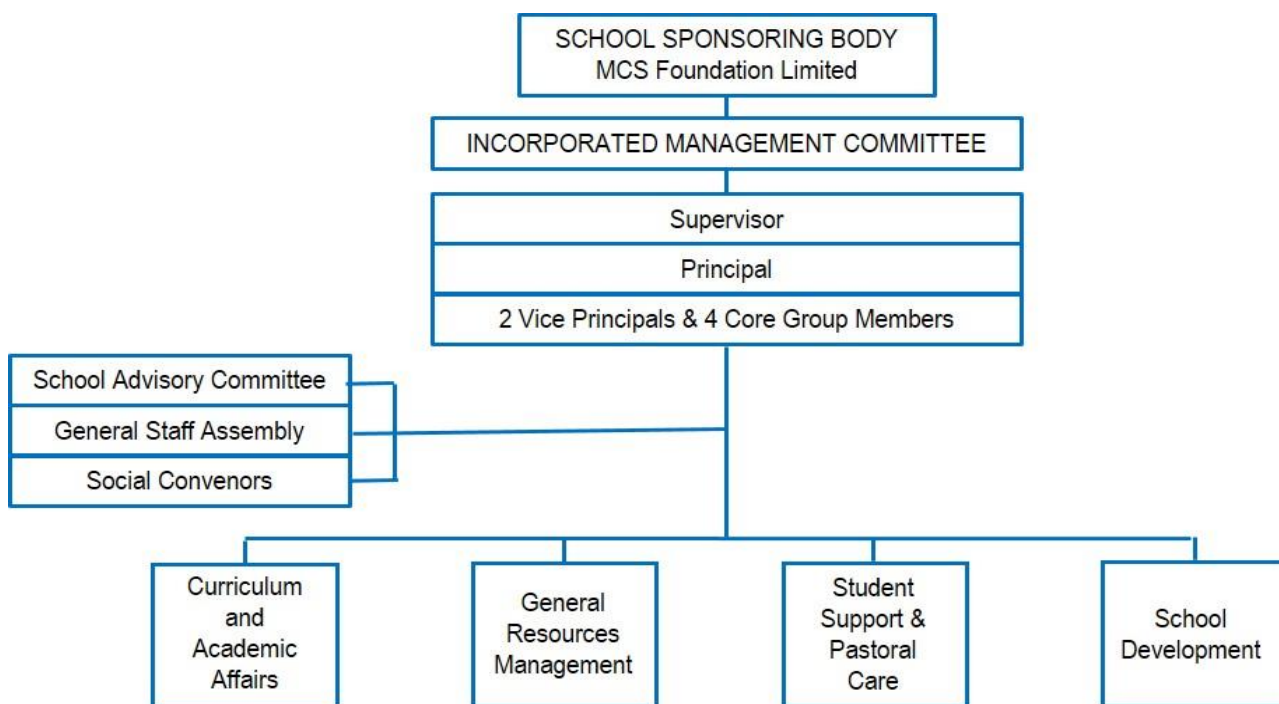 SCHOOL SPONSORING BODY
MCS Foundation Limited
INCORPORATED MANAGEMENT COMMITTEE
Supervisor
Principal
2 Vice Principals & 4 Core Group Members
School Advisory Committee
General Staff Assembly
Social Convenors
Curriculum
and
Academic
Affairs
General
Resources
Management
Student
Support &
Pastoral
Care
School
Development